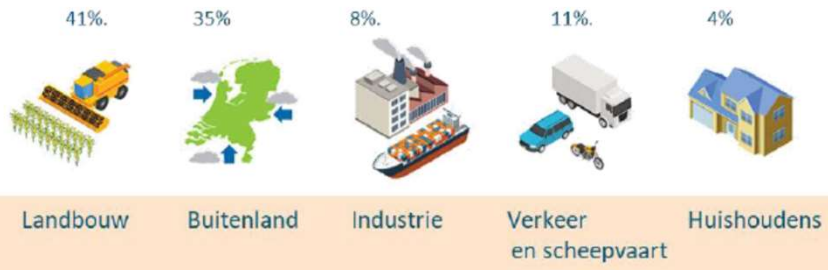 41%. 35% 8%. 11%. 4%
Landbouw Buitenland Industrie Verkeer Huishoudens
en scheepvaart